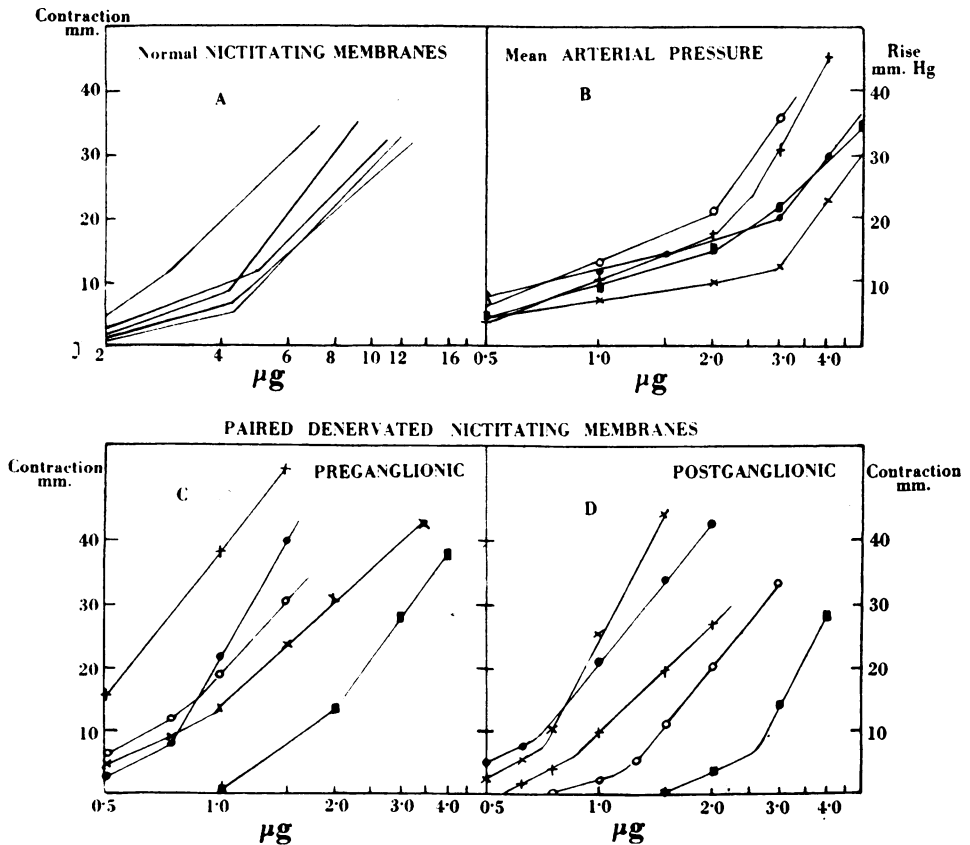 Contraction
mm.
Normal NICTITATING MEMBRANES
Mean ARTERIAL PRESSURE
Rise
mm. Hg
A
B
40
30
20
10
40
30
20
10
2 4 6 8 10 12 16
0·5 1·0 2·0 3·0 4·0
µg
µg
PAIRED DENERVATED NICTITATING MEMBRANES
Contraction
mm.
PREGANGLIONIC
POSTGANGLIONIC
Contraction
mm.
C
D
40
30
20
10
40
30
20
10
0·5 1·0 2·0 3·0 4·0
0·5 1·0 2·0 3·0 4·0
µg
µg